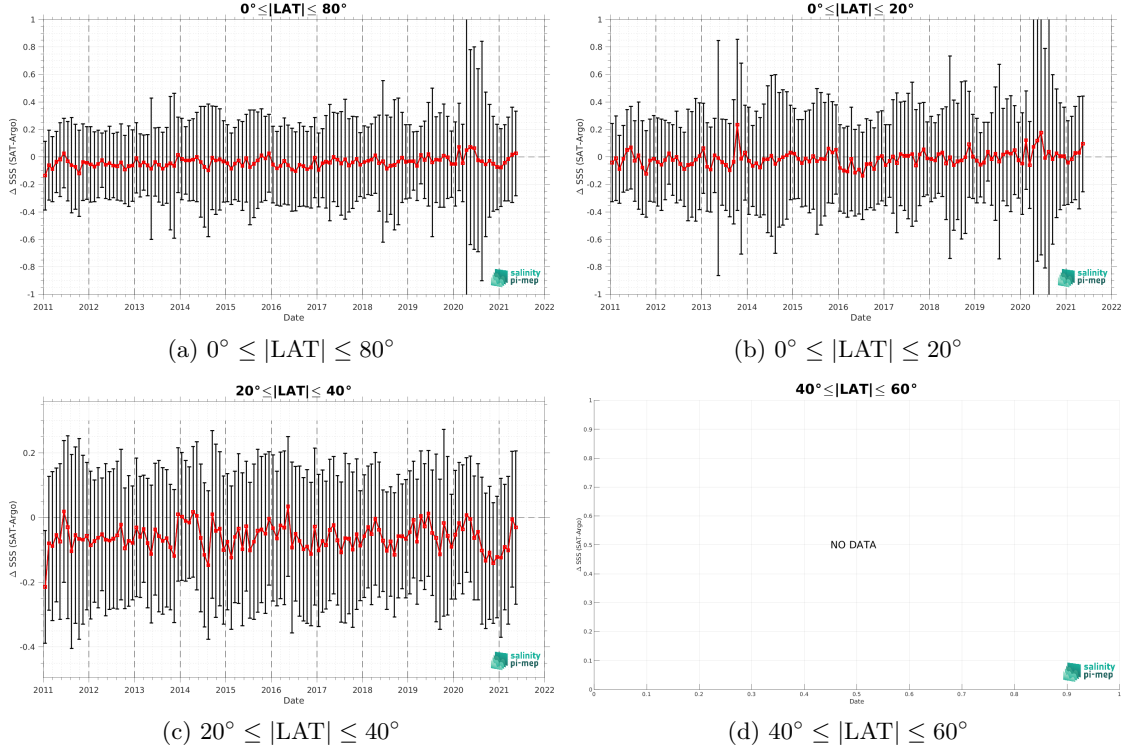 0°≤|LAT|≤ 80°
Δ SSS (SAT-Argo)
1
0.8
0.6
0.4
0.2
0
-0.2
-0.4
-0.6
-0.8
-1
2011 2012 2013 2014 2015 2016 2017 2018 2019 2020 2021 2022
Date
salinity
pi-mep
(a) 0° ≤ |LAT| ≤ 80°
0°≤|LAT|≤ 20°
Δ SSS (SAT-Argo)
1
0.8
0.6
0.4
0.2
0
-0.2
-0.4
-0.6
-0.8
-1
2011 2012 2013 2014 2015 2016 2017 2018 2019 2020 2021 2022
Date
salinity
pi-mep
(b) 0° ≤ |LAT| ≤ 20°
20°≤|LAT|≤ 40°
Δ SSS (SAT-Argo)
0.2
0
-0.2
-0.4
2011 2012 2013 2014 2015 2016 2017 2018 2019 2020 2021 2022
Date
salinity
pi-mep
(c) 20° ≤ |LAT| ≤ 40°
40°≤|LAT|≤ 60°
Δ SSS (SAT-Argo)
1
0.9
0.8
0.7
0.6
0.5
0.4
0.3
0.2
0.1
0
NO DATA
0 0.1 0.2 0.3 0.4 0.5 0.6 0.7 0.8 0.9 1
Date
salinity
pi-mep
(d) 40° ≤ |LAT| ≤ 60°